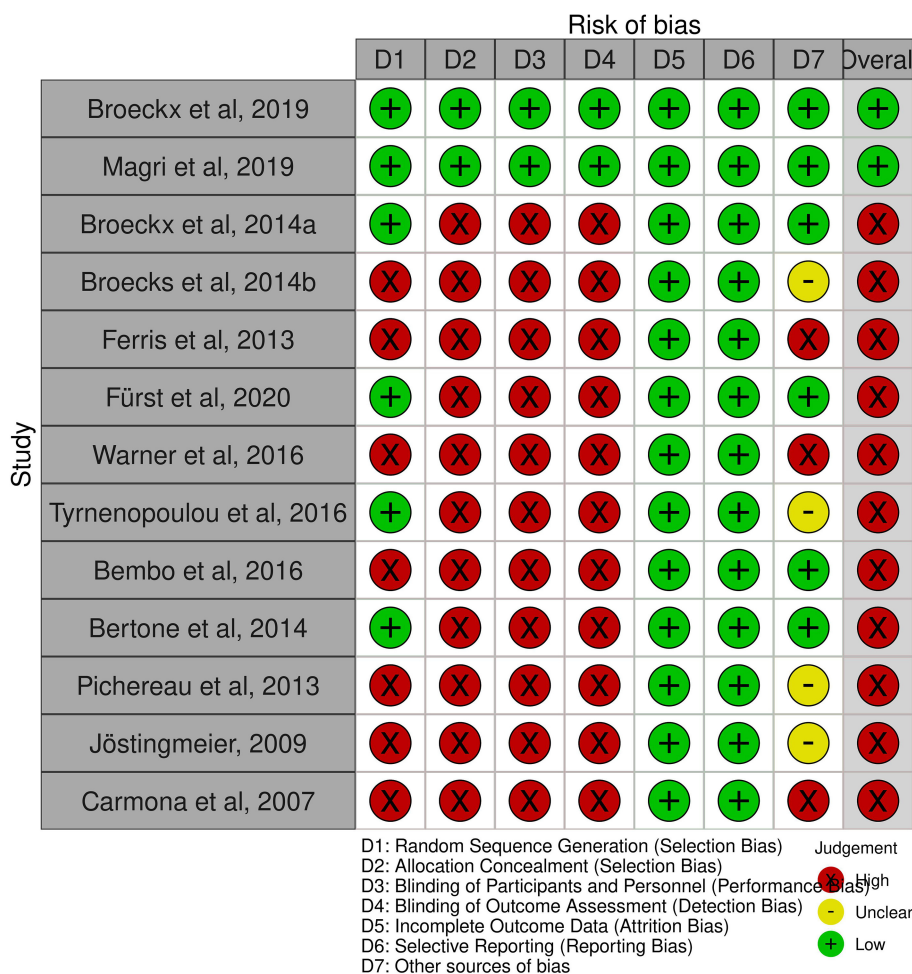 Risk of bias
D1 D2 D3 D4 D5 D6 D7 Overal
Study
Broeckx et al, 2019 + + + + + + + +
Magri et al, 2019 + + + + + + + +
Broeckx et al, 2014a + X X X + + + X
Broecks et al, 2014b X X X X + + - X
Ferris et al, 2013 X X X X + + X X
Fürst et al, 2020 + X X X + + + X
Warner et al, 2016 X X X X + + X X
Tyrnenopoulou et al, 2016 + X X X + + - X
Bembo et al, 2016 X X X X + + + X
Bertone et al, 2014 + X X X + + + X
Pichereau et al, 2013 X X X X + + - X
Jöstingmeier, 2009 X X X X + + - X
Carmona et al, 2007 X X X X + + X X
D1: Random Sequence Generation (Selection Bias)
D2: Allocation Concealment (Selection Bias)
D3: Blinding of Participants and Personnel (Performance Bias)
D4: Blinding of Outcome Assessment (Detection Bias)
D5: Incomplete Outcome Data (Attrition Bias)
D6: Selective Reporting (Reporting Bias)
D7: Other sources of bias
Judgement
X High
- Unclear
+ Low